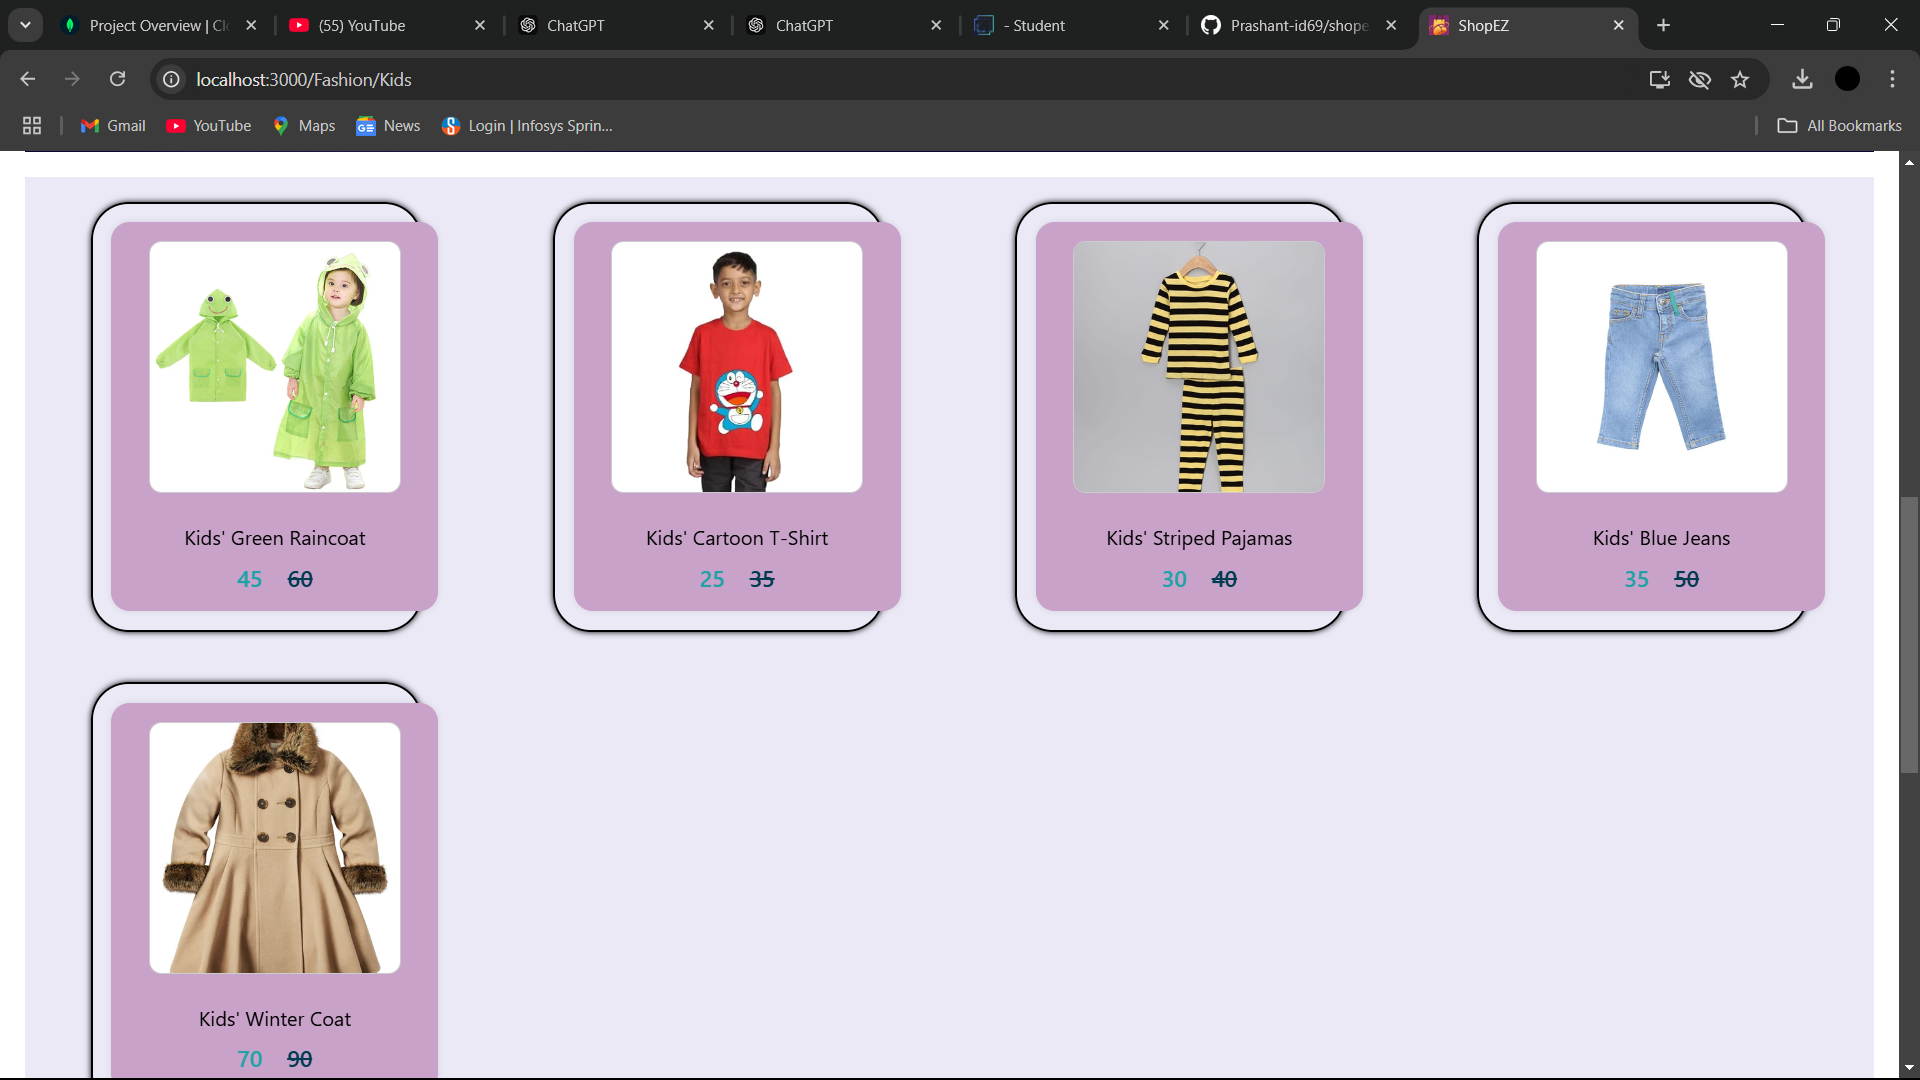 Project Overview | Cl
(55) YouTube
ChatGPT
ChatGPT
- Student
Prashant-id69/shope
ShopEZ
localhost:3000/Fashion/Kids
Gmail
YouTube
Maps
News
Login | Infosys Sprin...
All Bookmarks
Kids' Green Raincoat
Kids' Cartoon T-Shirt
Kids' Striped Pajamas
Kids' Blue Jeans
45 60
25 35
30 40
35 50
Kids' Winter Coat
70 90